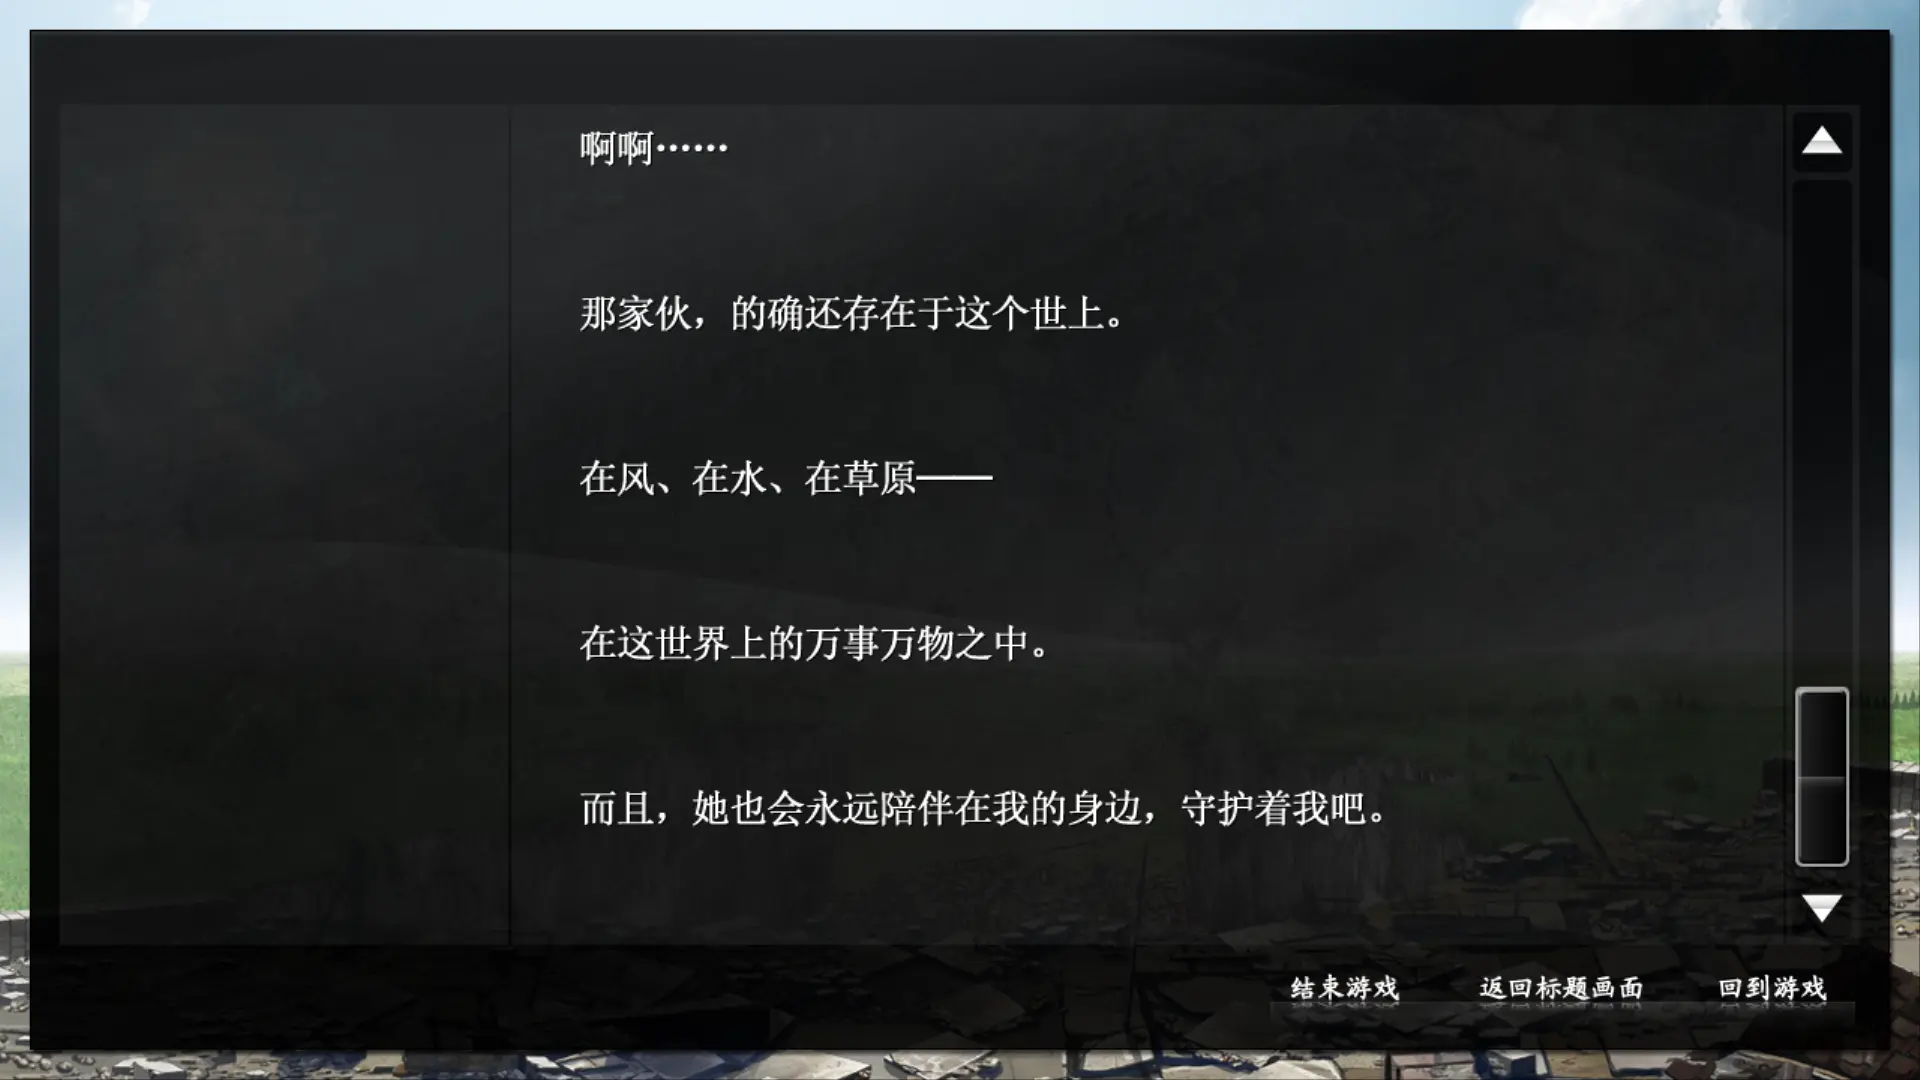 啊啊……
那家伙，的确还存在于这个世上。
在风、在水、在草原——
在这世界上的万事万物之中。
而且，她也会永远陪伴在我的身边，守护着我吧。
结束游戏 返回标题画面 回到游戏